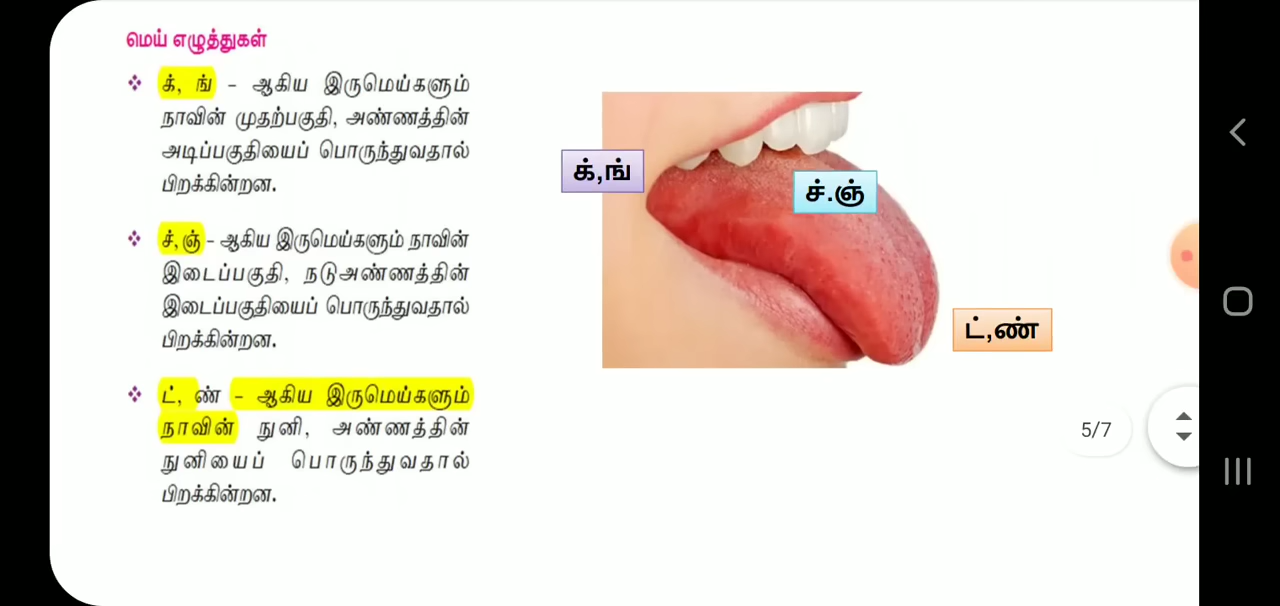 மெய் எழுத்துகள்
❖ க், ங் – ஆகிய இருமெய்களும்
நாவின் முதற்பகுதி, அண்ணத்தின்
அடிப்பகுதியைப் பொருந்துவதால்
பிறக்கின்றன.
❖ ச், ஞ் – ஆகிய இருமெய்களும் நாவின்
இடைப்பகுதி, நடுஅண்ணத்தின்
இடைப்பகுதியைப் பொருந்துவதால்
பிறக்கின்றன.
❖ ட், ண் – ஆகிய இருமெய்களும்
நாவின் நுனி, அண்ணத்தின்
நுனியைப் பொருந்துவதால்
பிறக்கின்றன.
க்,ங்
ச்.ஞ்
ட்,ண்
5/7